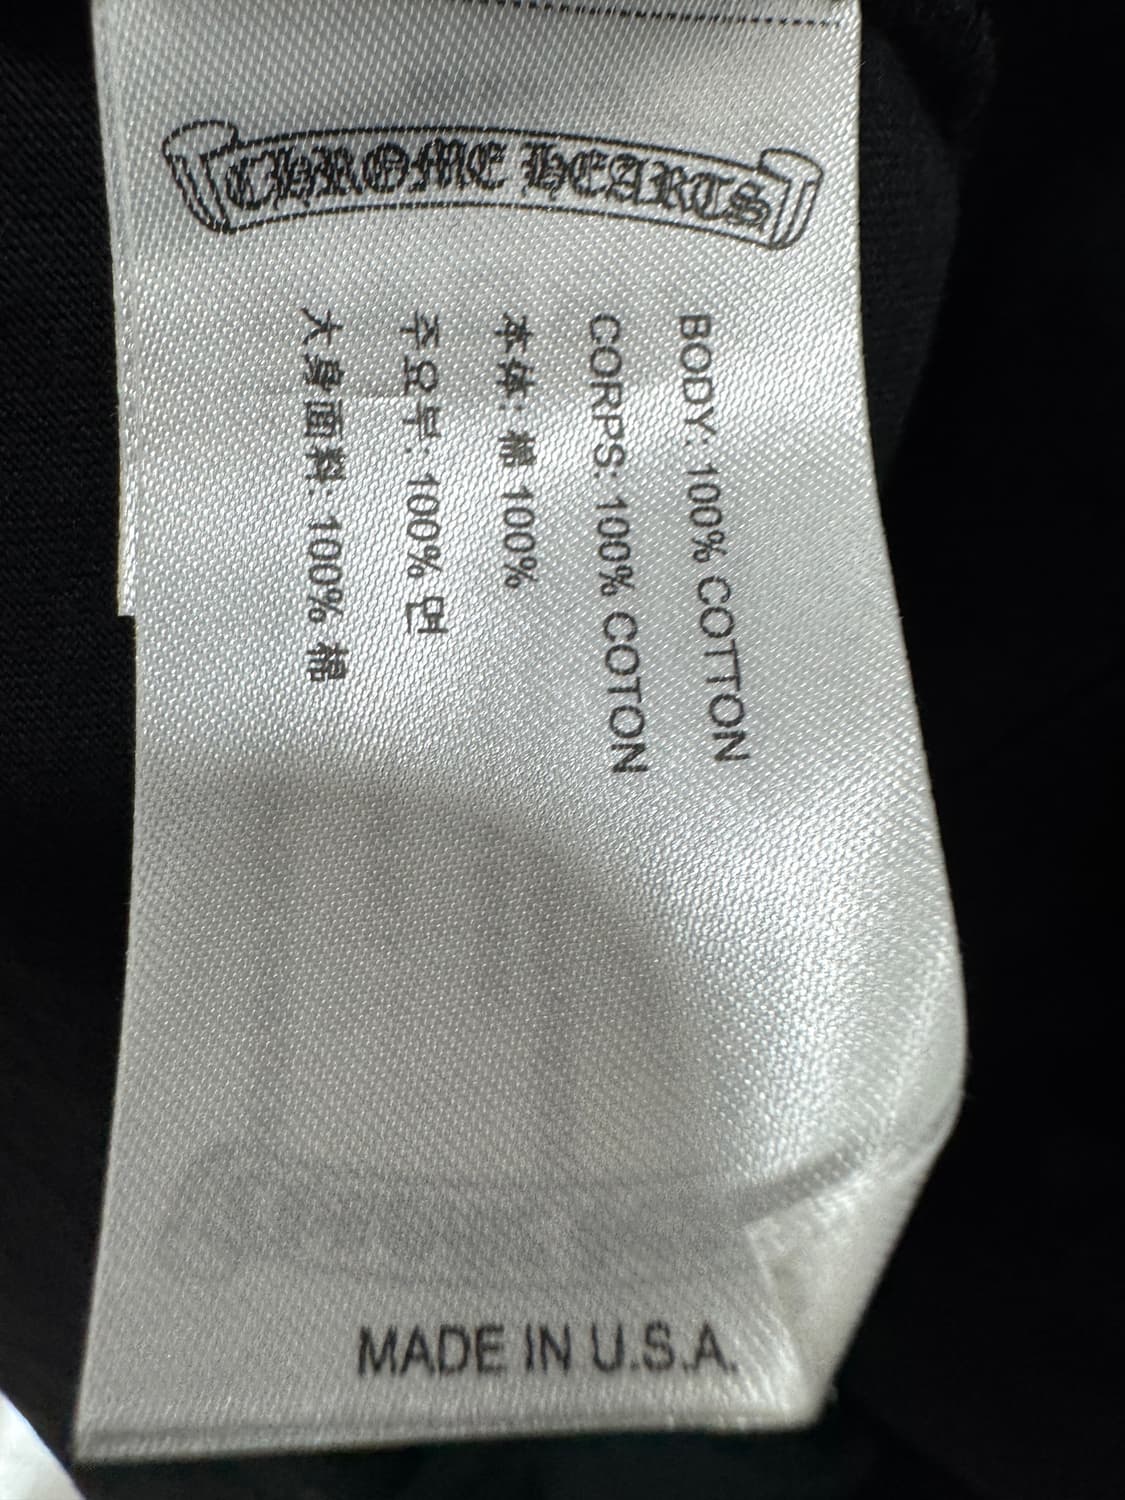 CHROME HEARTS
BODY: 100% COTTON
CORPS: 100% COTON
本体: 棉 100%
주요부: 100% 면
大身面料: 100% 棉
MADE IN U.S.A.